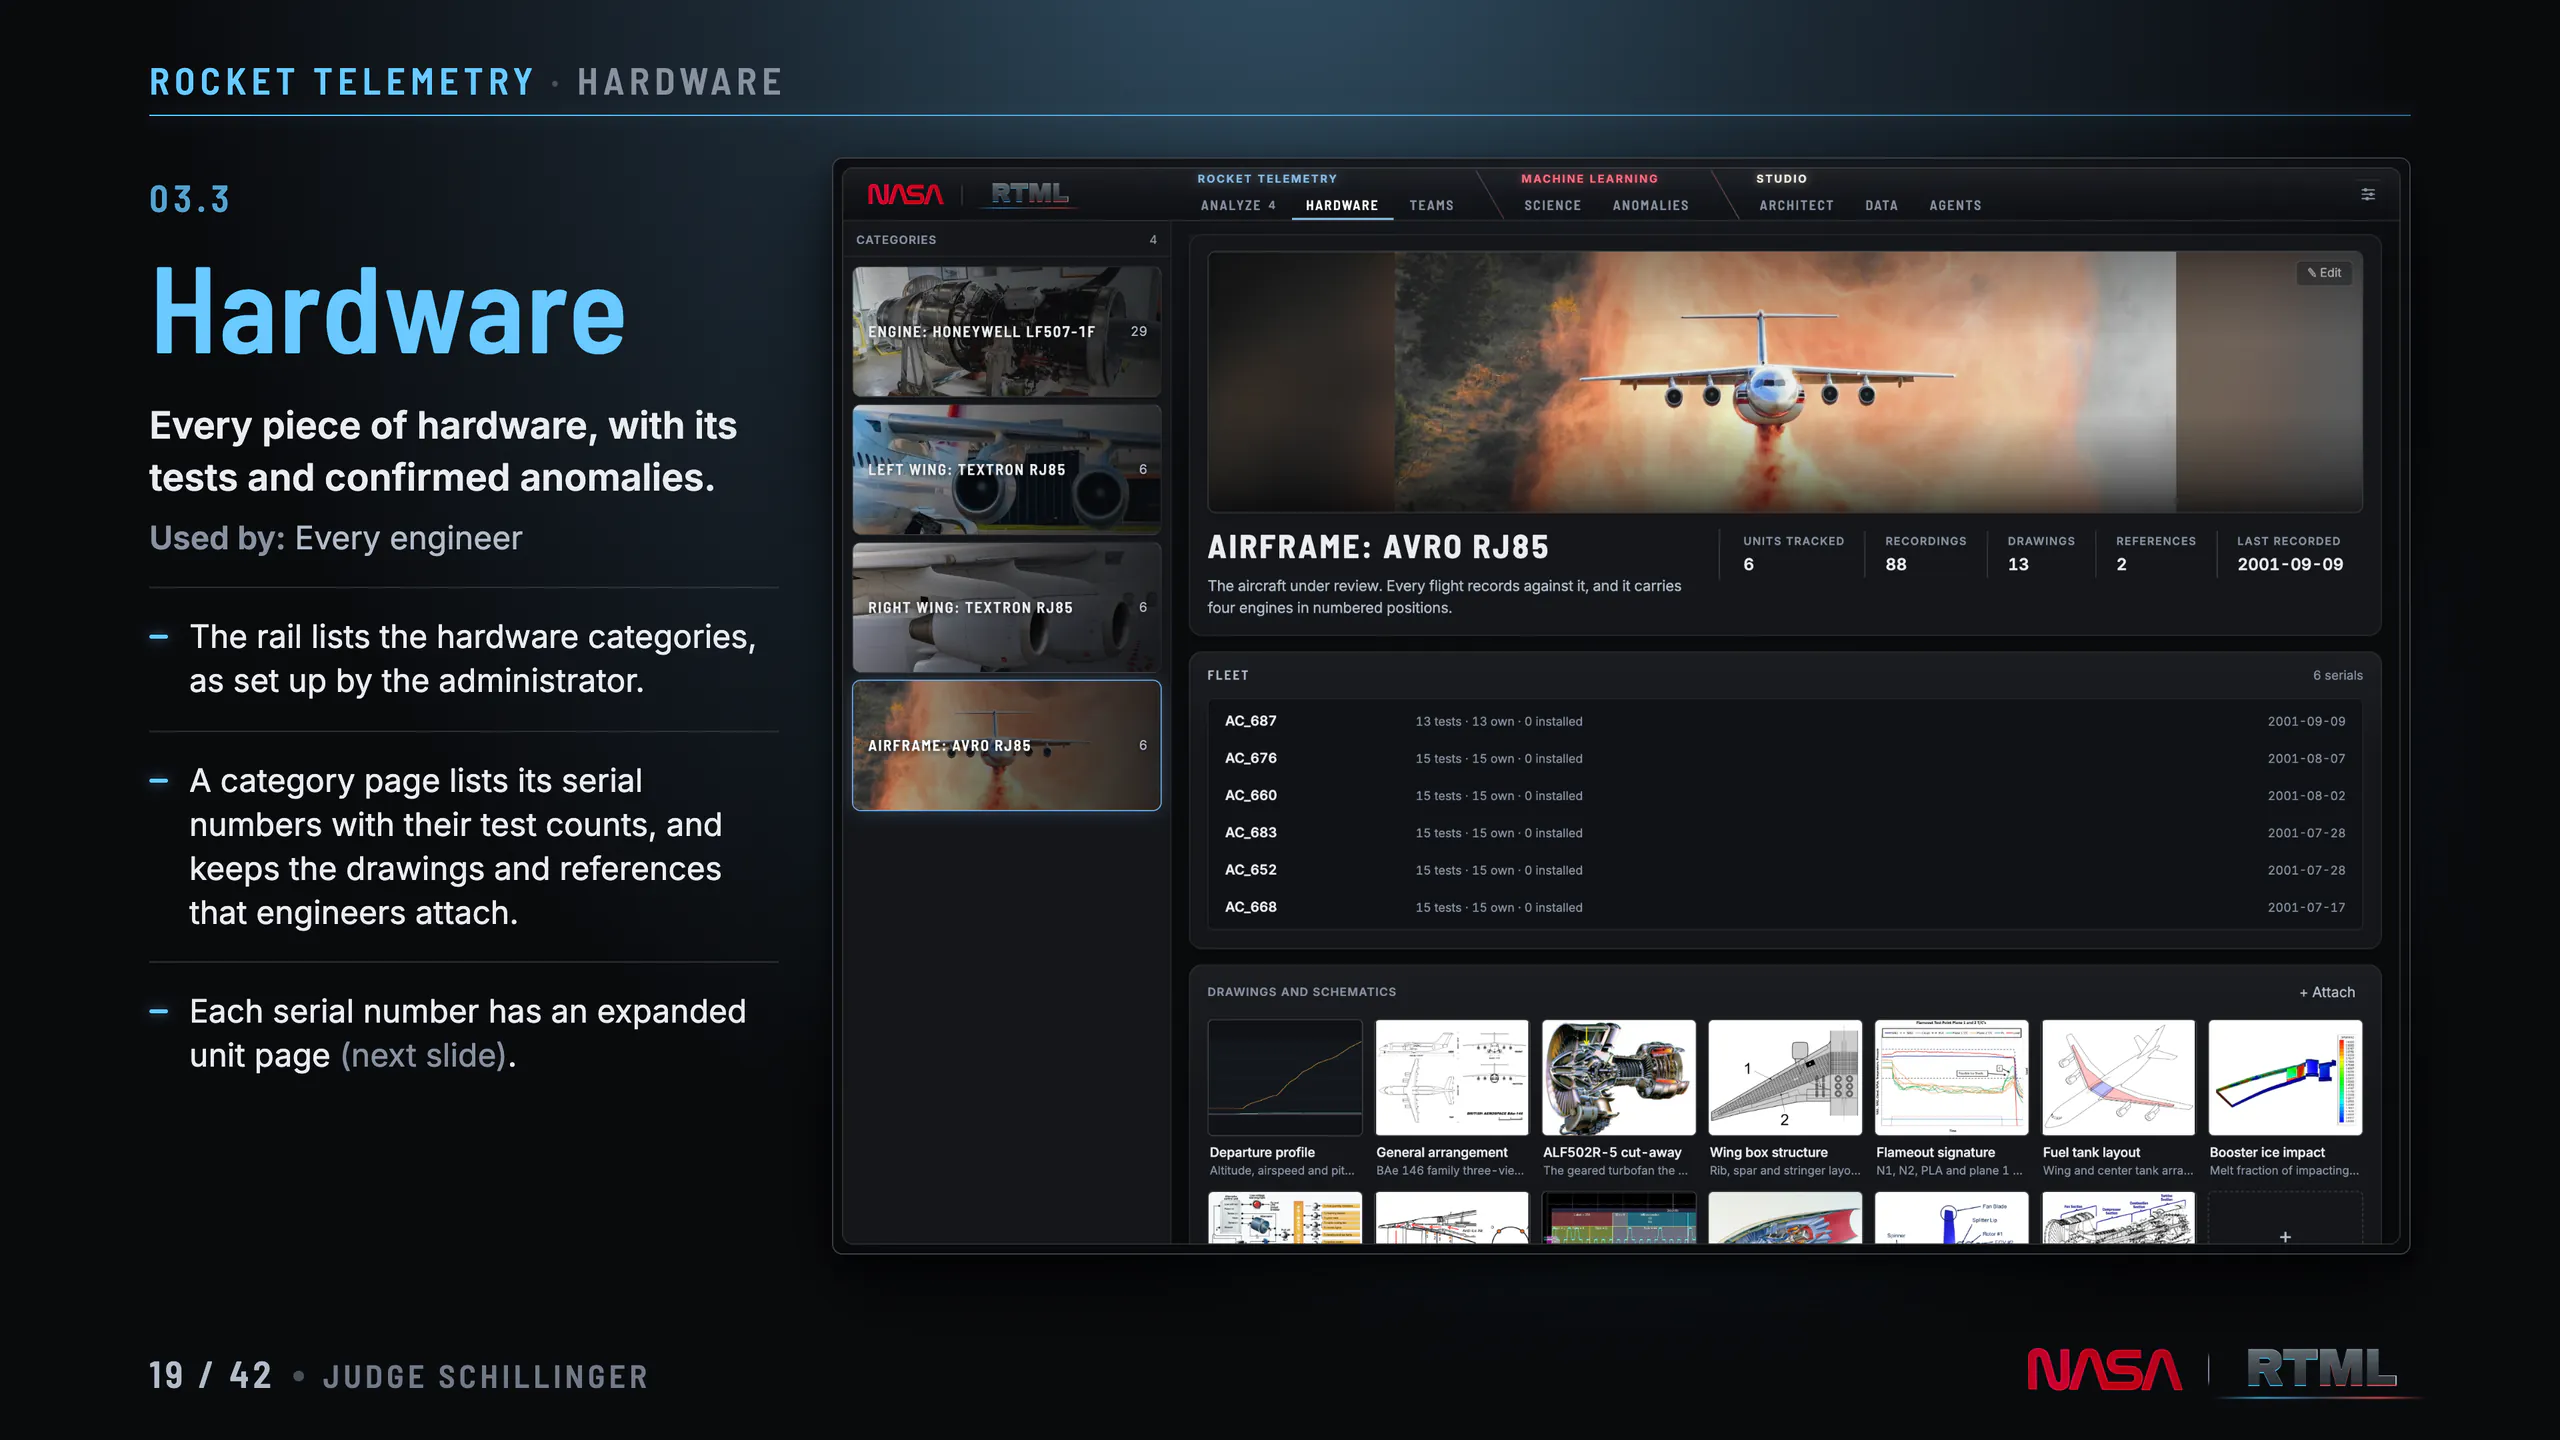 ROCKET TELEMETRY · HARDWARE
03.3
Hardware
Every piece of hardware, with its
tests and confirmed anomalies.
Used by: Every engineer
– The rail lists the hardware categories,
as set up by the administrator.
– A category page lists its serial
numbers with their test counts, and
keeps the drawings and references
that engineers attach.
– Each serial number has an expanded
unit page (next slide).
NASA | RTML
ROCKET TELEMETRY
ANALYZE 4 HARDWARE TEAMS
MACHINE LEARNING
SCIENCE ANOMALIES
STUDIO
ARCHITECT DATA AGENTS
CATEGORIES 4
ENGINE: HONEYWELL LF507-1F 29
LEFT WING: TEXTRON RJ85 6
RIGHT WING: TEXTRON RJ85 6
AIRFRAME: AVRO RJ85 6
✎ Edit
AIRFRAME: AVRO RJ85
The aircraft under review. Every flight records against it, and it carries
four engines in numbered positions.
UNITS TRACKED
6
RECORDINGS
88
DRAWINGS
13
REFERENCES
2
LAST RECORDED
2001-09-09
FLEET 6 serials
AC_687 13 tests · 13 own · 0 installed 2001-09-09
AC_676 15 tests · 15 own · 0 installed 2001-08-07
AC_660 15 tests · 15 own · 0 installed 2001-08-02
AC_683 15 tests · 15 own · 0 installed 2001-07-28
AC_652 15 tests · 15 own · 0 installed 2001-07-28
AC_668 15 tests · 15 own · 0 installed 2001-07-17
DRAWINGS AND SCHEMATICS + Attach
1
2
Departure profile
Altitude, airspeed and pit...
General arrangement
BAe 146 family three-vie...
ALF502R-5 cut-away
The geared turbofan the ...
Wing box structure
Rib, spar and stringer layo...
Flameout signature
N1, N2, PLA and plane 1 ...
Fuel tank layout
Wing and center tank arra...
Booster ice impact
Melt fraction of impacting...
Fan Blade
Splitter Lip
Spinner
Rotor #1
+
19 / 42 • JUDGE SCHILLINGER
NASA | RTML